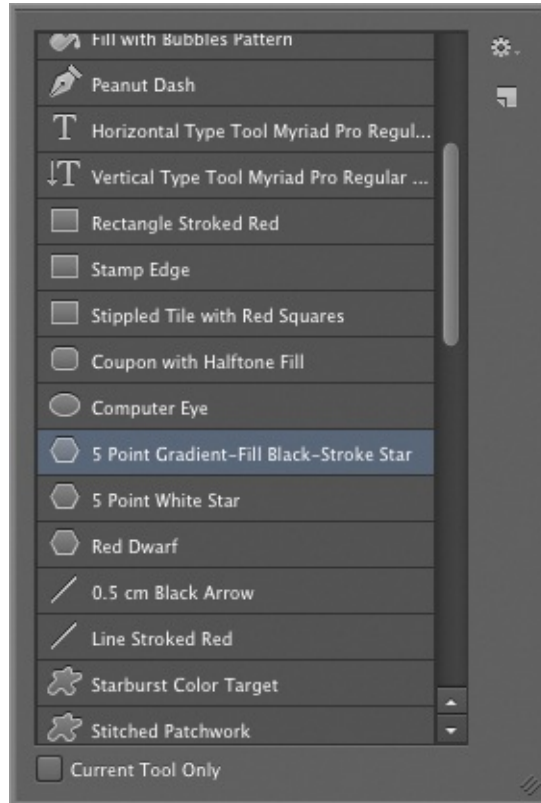 Fill with Bubbles Pattern
Peanut Dash
T Horizontal Type Tool Myriad Pro Regul...
↓T Vertical Type Tool Myriad Pro Regular ...
Rectangle Stroked Red
Stamp Edge
Stippled Tile with Red Squares
Coupon with Halftone Fill
Computer Eye
5 Point Gradient-Fill Black-Stroke Star
5 Point White Star
Red Dwarf
0.5 cm Black Arrow
Line Stroked Red
Starburst Color Target
Stitched Patchwork
Current Tool Only